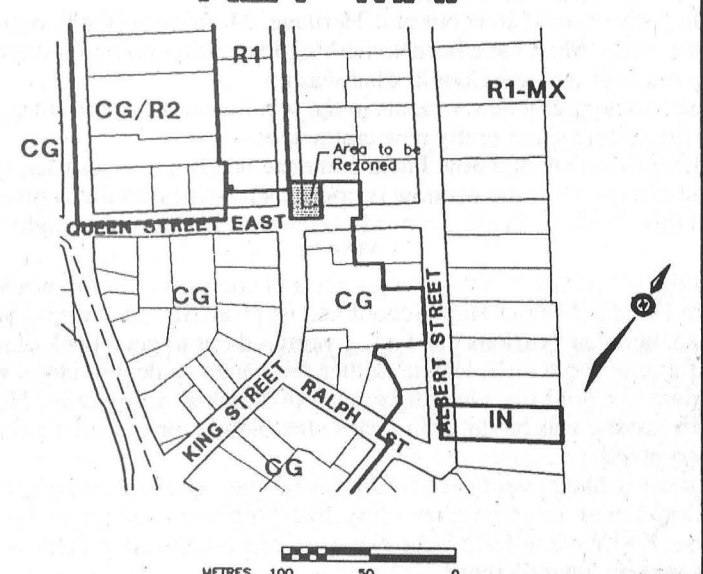 R1
R1-MX
CG/R2
CG
Area to be
Rezoned
QUEEN STREET EAST
CG
CG
ALBERT STREET
KING STREET
RALPH
CT
IN
CG
METRES 100 50 0